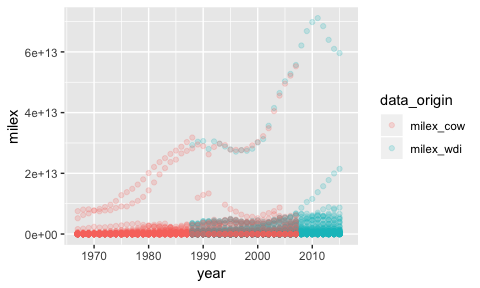 6e+13
4e+13
2e+13
0e+00
milex
1970
1980
1990
2000
2010
year
data_origin
milex_cow
milex_wdi